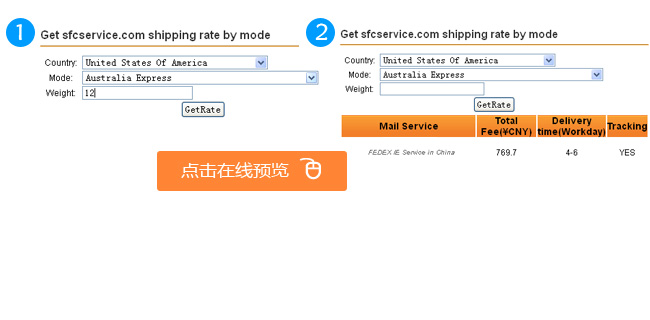 1
Get sfcservice.com shipping rate by mode
Country: United States Of America
Mode: Australia Express
Weight: 12
GetRate
2
Get sfcservice.com shipping rate by mode
Country: United States Of America
Mode: Australia Express
Weight:
GetRate
Mail Service Total Fee(¥CNY) Delivery time(Workday) Tracking
FEDEX IE Service in China 769.7 4-6 YES
点击在线预览